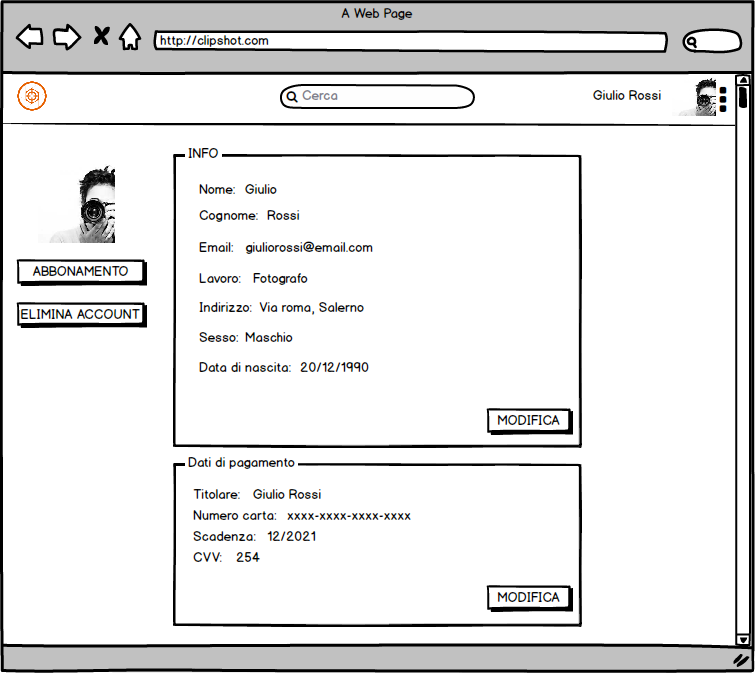 A Web Page
http://clipshot.com
Cerca
Giulio Rossi
ABBONAMENTO
ELIMINA ACCOUNT
INFO
Nome: Giulio
Cognome: Rossi
Email: giuliorossi@email.com
Lavoro: Fotografo
Indirizzo: Via roma, Salerno
Sesso: Maschio
Data di nascita: 20/12/1990
MODIFICA
Dati di pagamento
Titolare: Giulio Rossi
Numero carta: xxxx-xxxx-xxxx-xxxx
Scadenza: 12/2021
CVV: 254
MODIFICA